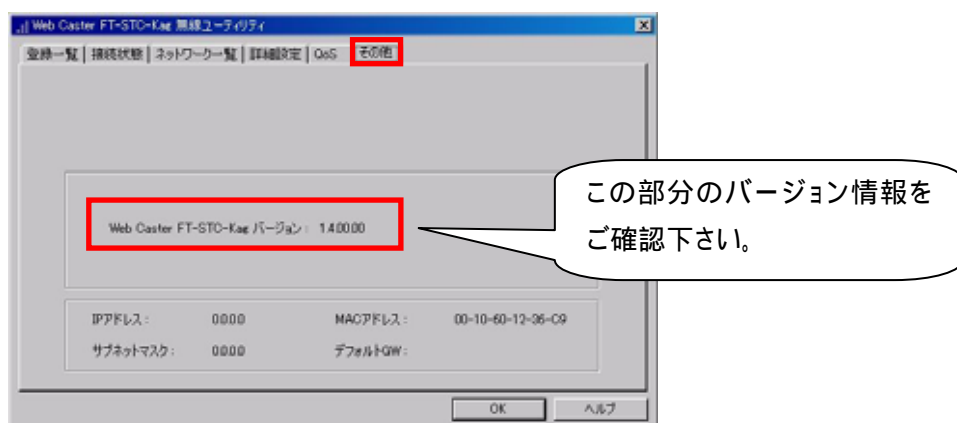 Web Caster FT-STC-Kag 無線ユーティリティ
登録一覧 接続状態 ネットワーク一覧 詳細設定 QoS その他
Web Caster FT-STC-Kag バージョン: 1.4.00.00
この部分のバージョン情報を
ご確認下さい。
IPアドレス: 0.0.0.0 MACアドレス: 00-10-60-12-36-C9
サブネットマスク: 0.0.0.0 デフォルトGW:
OK ヘルプ